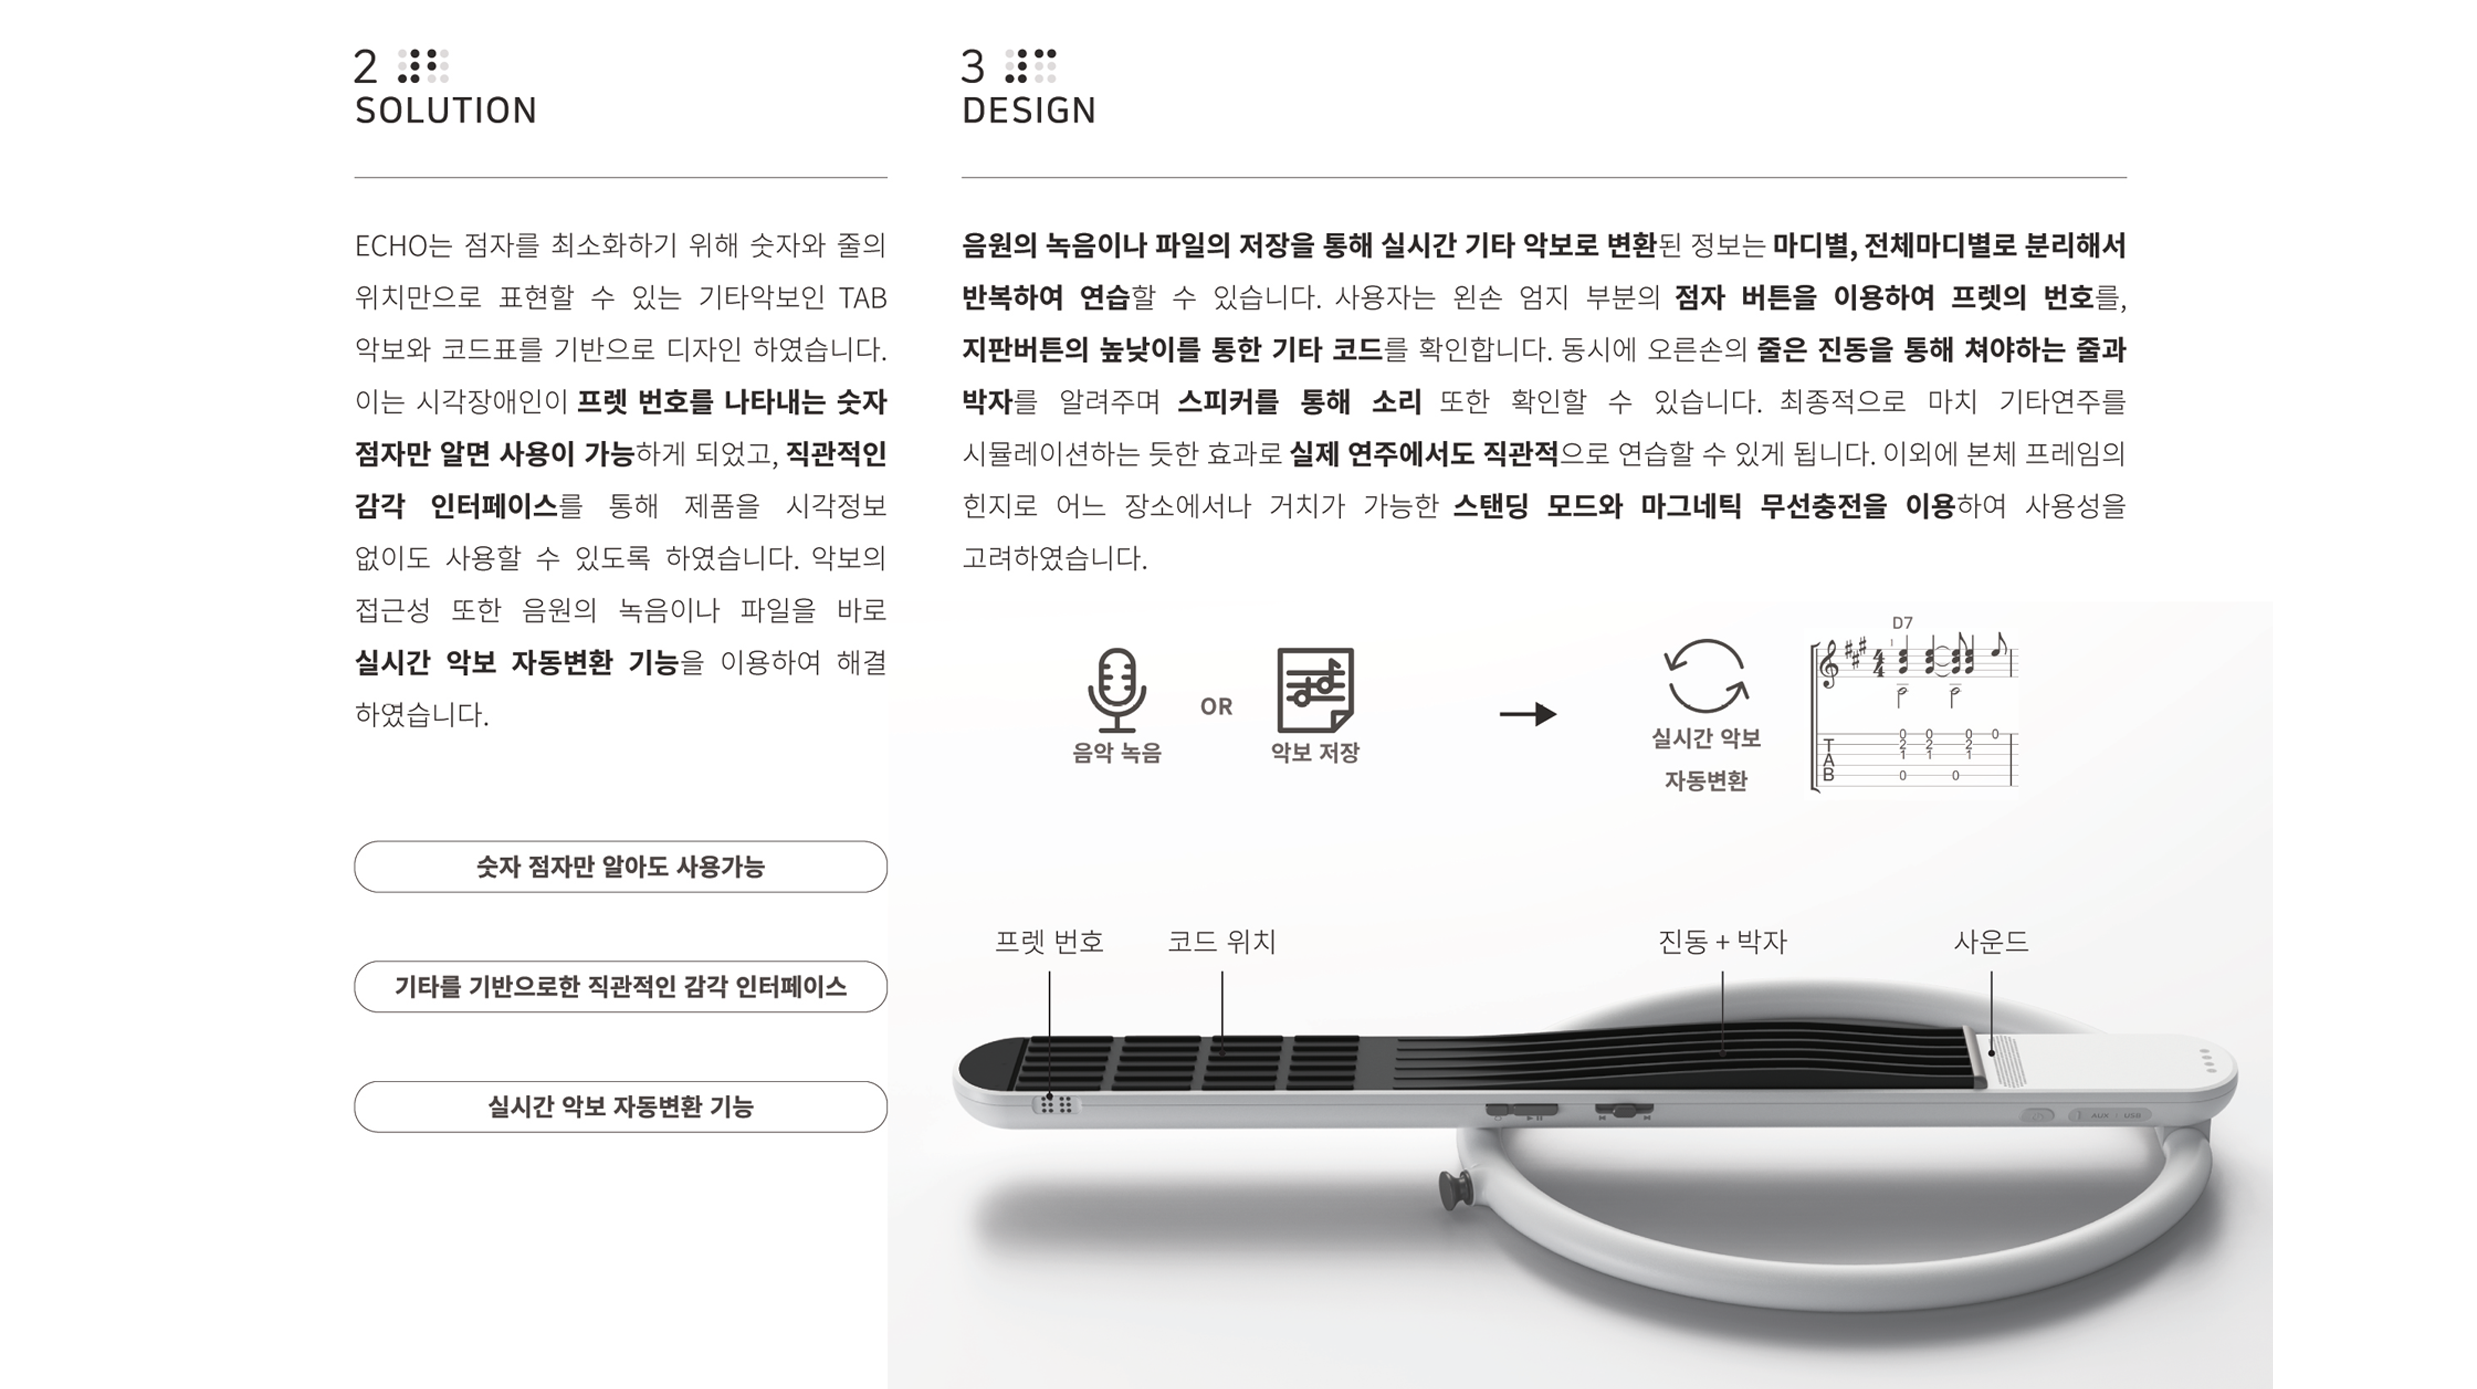 2
SOLUTION
ECHO는 점자를 최소화하기 위해 숫자와 줄의
위치만으로 표현할 수 있는 기타악보인 TAB
악보와 코드표를 기반으로 디자인 하였습니다.
이는 시각장애인이 프렛 번호를 나타내는 숫자
점자만 알면 사용이 가능하게 되었고, 직관적인
감각 인터페이스를 통해 제품을 시각정보
없이도 사용할 수 있도록 하였습니다. 악보의
접근성 또한 음원의 녹음이나 파일을 바로
실시간 악보 자동변환 기능을 이용하여 해결
하였습니다.
숫자 점자만 알아도 사용가능
기타를 기반으로한 직관적인 감각 인터페이스
실시간 악보 자동변환 기능
3
DESIGN
음원의 녹음이나 파일의 저장을 통해 실시간 기타 악보로 변환된 정보는 마디별, 전체마디별로 분리해서
반복하여 연습할 수 있습니다. 사용자는 왼손 엄지 부분의 점자 버튼을 이용하여 프렛의 번호를,
지판버튼의 높낮이를 통한 기타 코드를 확인합니다. 동시에 오른손의 줄은 진동을 통해 쳐야하는 줄과
박자를 알려주며 스피커를 통해 소리 또한 확인할 수 있습니다. 최종적으로 마치 기타연주를
시뮬레이션하는 듯한 효과로 실제 연주에서도 직관적으로 연습할 수 있게 됩니다. 이외에 본체 프레임의
힌지로 어느 장소에서나 거치가 가능한 스탠딩 모드와 마그네틱 무선충전을 이용하여 사용성을
고려하였습니다.
음악 녹음
OR
악보 저장
실시간 악보
자동변환
D7
1
4
4
T
A
B
0 0 0 0
2 2 2
1 1 1
0 0
프렛 번호
코드 위치
진동 + 박자
사운드
AUX
USB